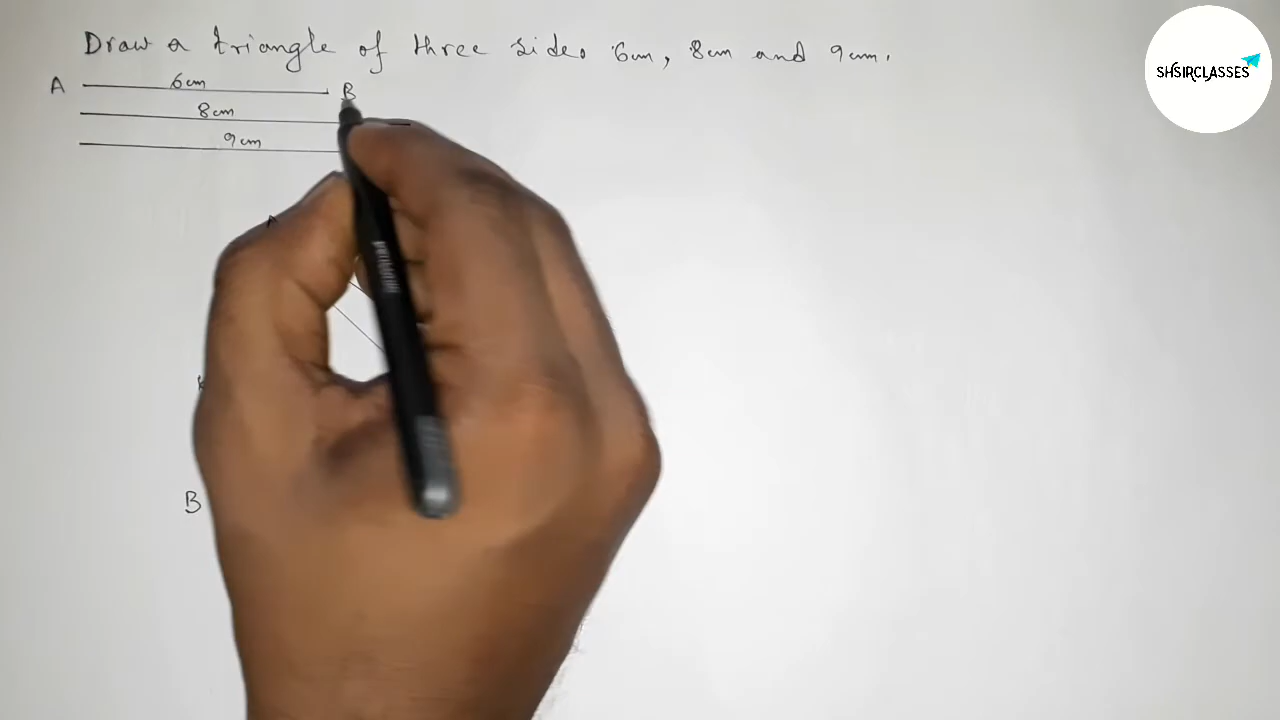 Draw a triangle of three sides 6cm, 8cm and 9cm.
A 6cm B
8cm
9cm
A
B
SHSIRCLASSES